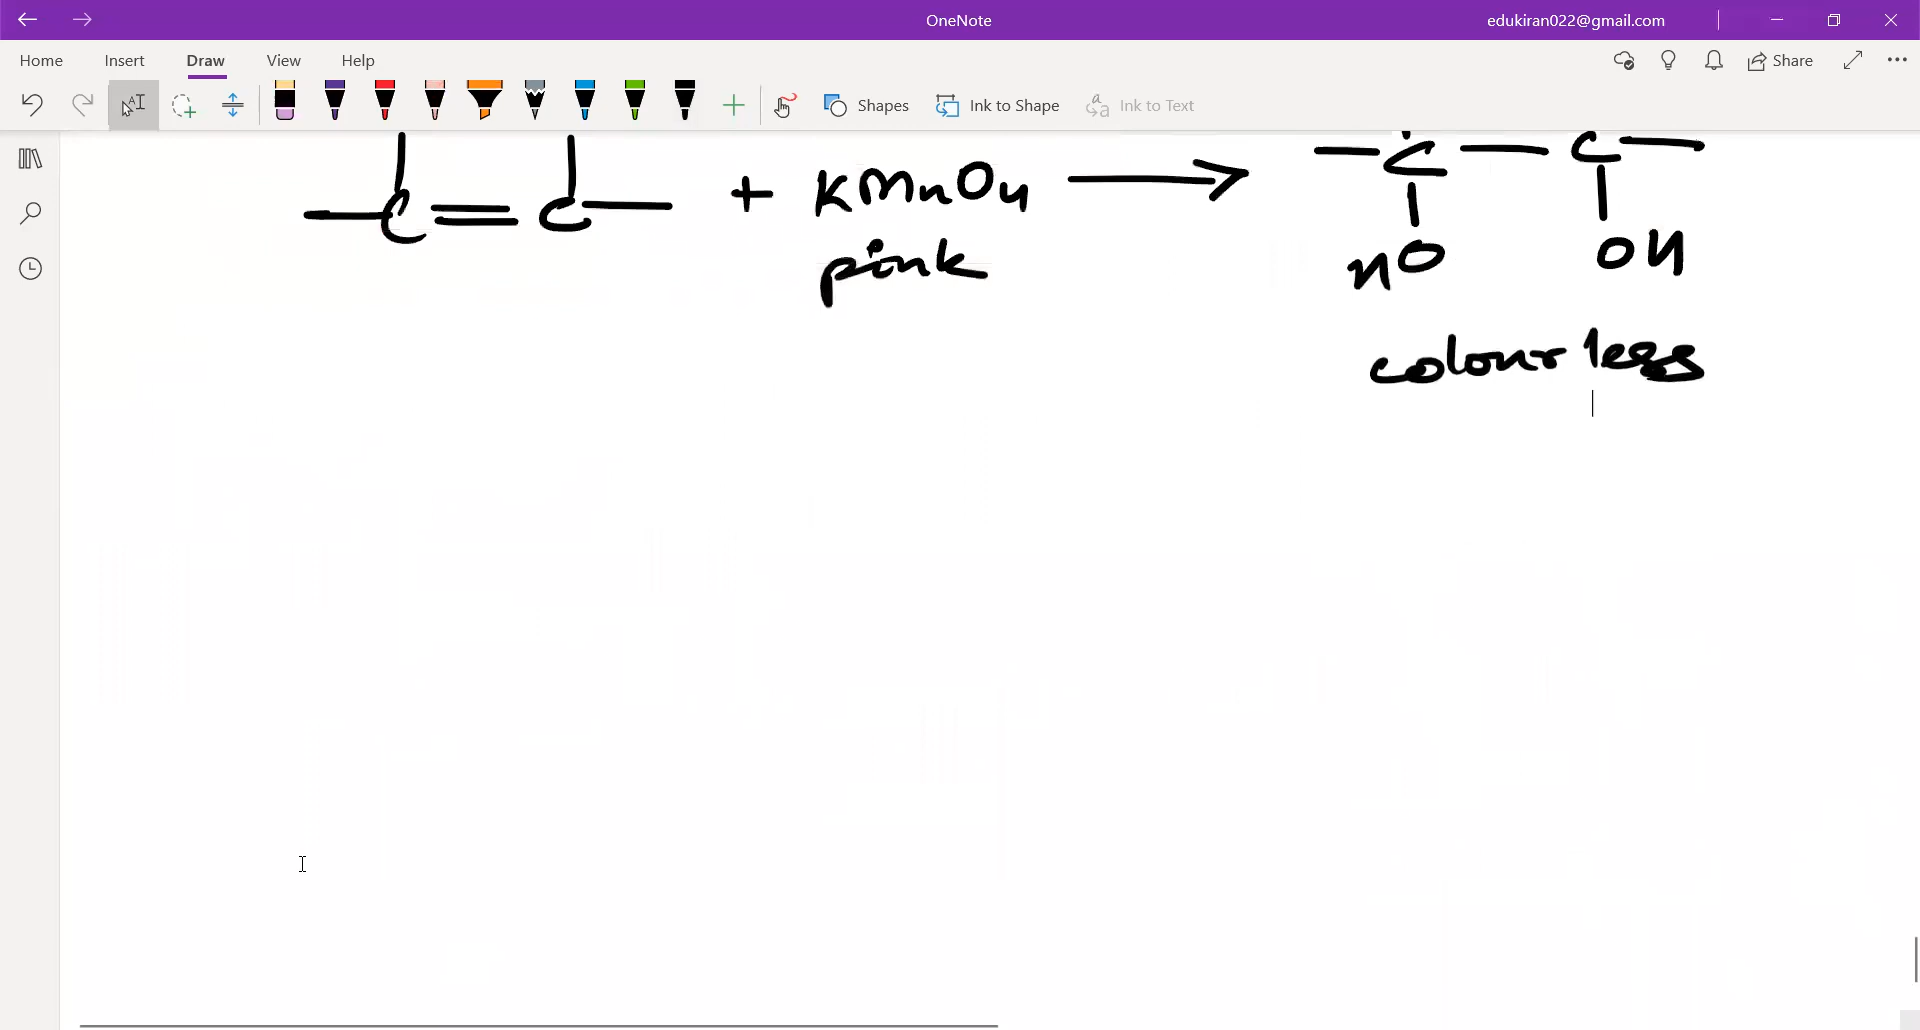 OneNote
edukiran022@gmail.com
Home Insert Draw View Help
Share
Shapes Ink to Shape Ink to Text
— C == C — + KMnO4 → — C — C —
pink
HO OH
colourless